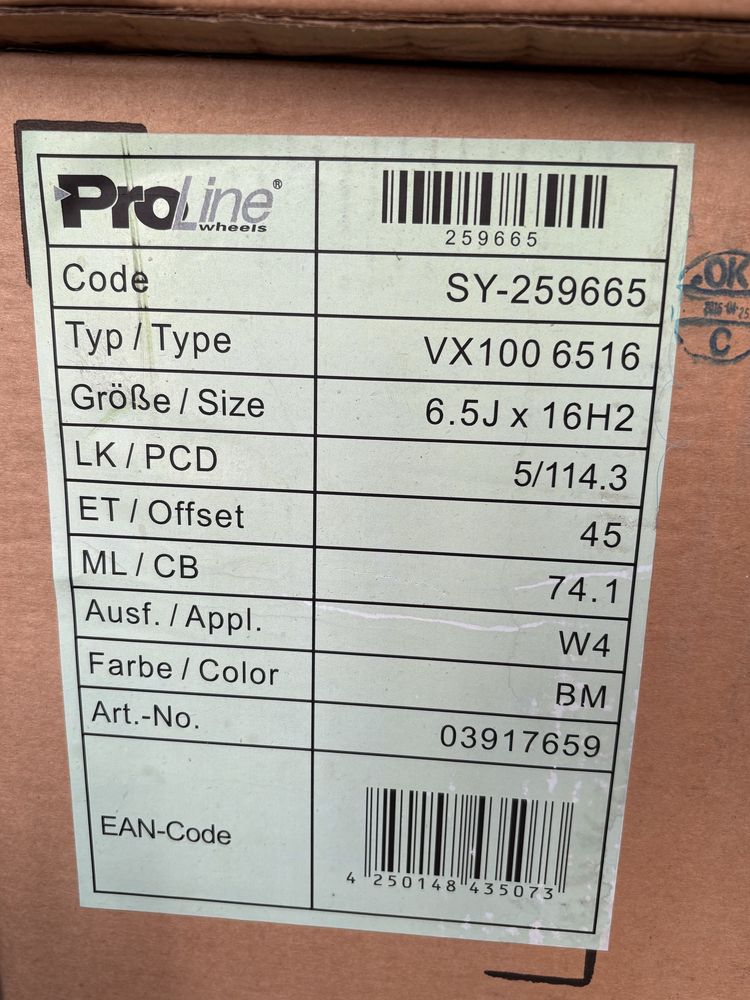 ProLine®
wheels
259665
Code SY-259665
Typ / Type VX100 6516
Größe / Size 6.5J x 16H2
LK / PCD 5/114.3
ET / Offset 45
ML / CB 74.1
Ausf. / Appl. W4
Farbe / Color BM
Art.-No. 03917659
EAN-Code
4 250148 435073
OK
C